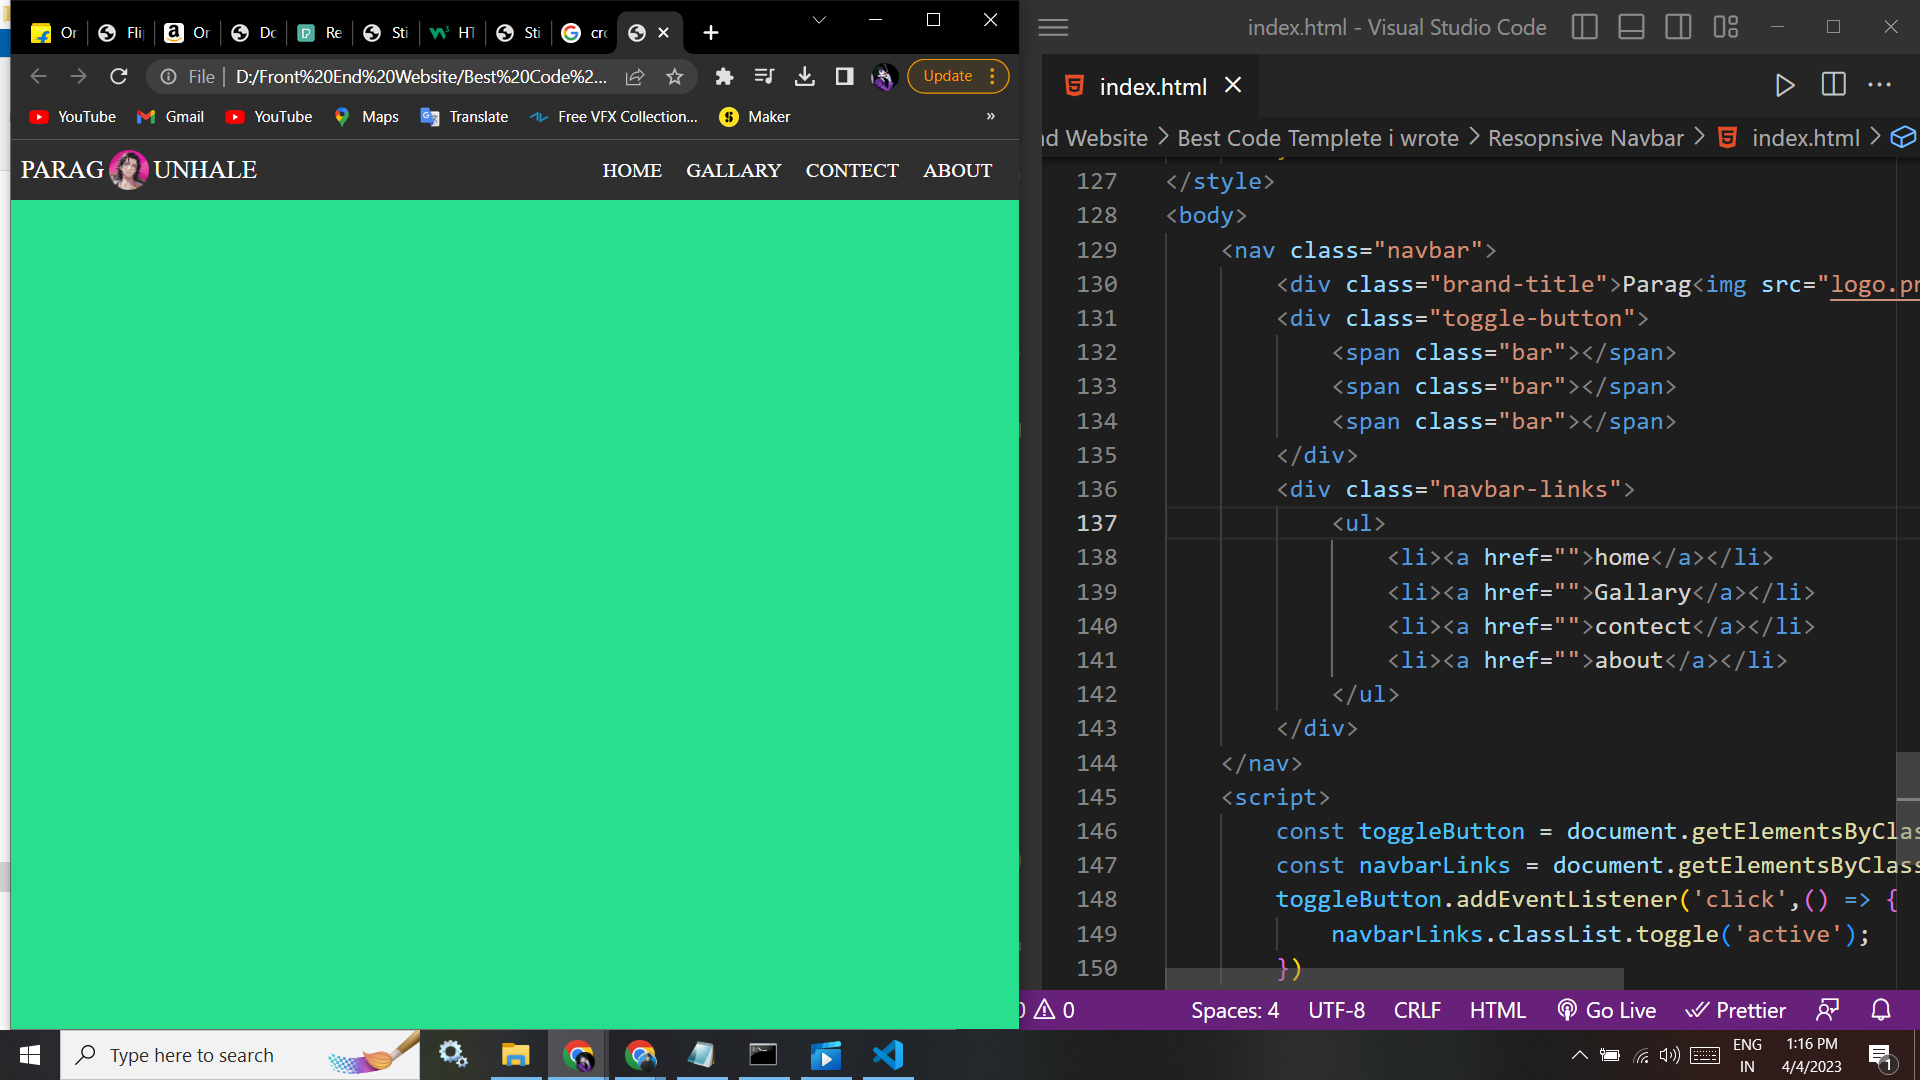 Or
Fli
Or
Do
Re
Sti
HT
Sti
cro
File
D:/Front%20End%20Website/Best%20Code%2...
Update
YouTube
Gmail
YouTube
Maps
Translate
Free VFX Collection...
Maker
»
PARAG UNHALE
HOME
GALLARY
CONTECT
ABOUT
index.html - Visual Studio Code
index.html
nd Website > Best Code Templete i wrote > Resopnsive Navbar > index.html >
127 </style>
128 <body>
129 <nav class="navbar">
130 <div class="brand-title">Parag<img src="logo.pn
131 <div class="toggle-button">
132 <span class="bar"></span>
133 <span class="bar"></span>
134 <span class="bar"></span>
135 </div>
136 <div class="navbar-links">
137 <ul>
138 <li><a href="">home</a></li>
139 <li><a href="">Gallary</a></li>
140 <li><a href="">contect</a></li>
141 <li><a href="">about</a></li>
142 </ul>
143 </div>
144 </nav>
145 <script>
146 const toggleButton = document.getElementsByClas
147 const navbarLinks = document.getElementsByClass
148 toggleButton.addEventListener('click',() => {
149 navbarLinks.classList.toggle('active');
150 })
0
Spaces: 4
UTF-8
CRLF
HTML
Go Live
Prettier
Type here to search
ENG
IN
1:16 PM
4/4/2023
1